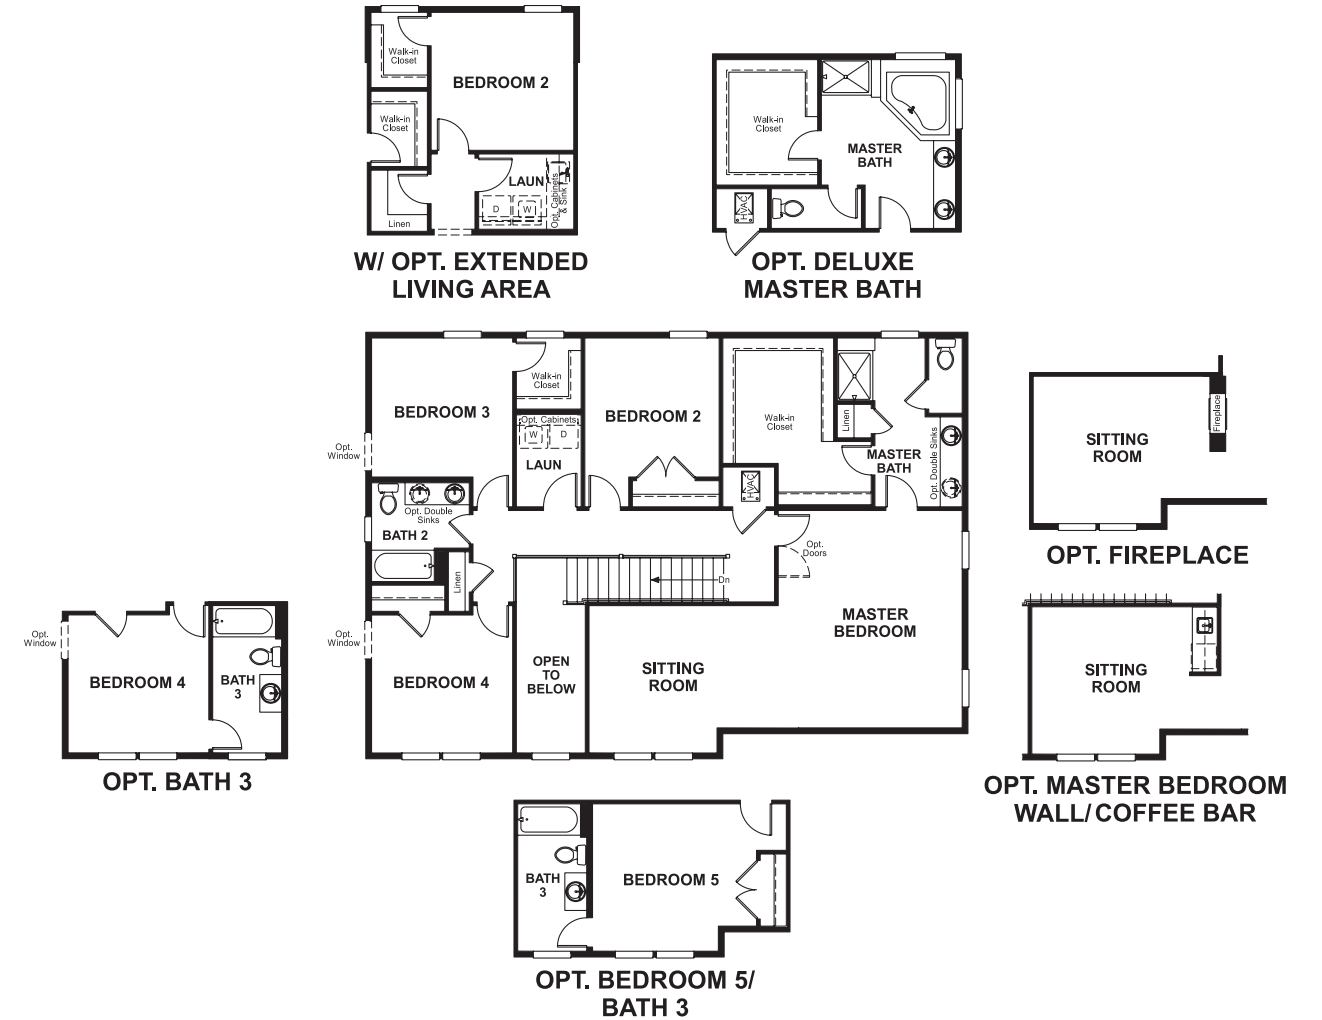 Walk-in
Closet
BEDROOM 2
Walk-in
Closet
LAUN
D
W
Opt. Cabinets
& Sink
Linen
W/ OPT. EXTENDED
LIVING AREA
Walk-in
Closet
MASTER
BATH
HVAC
OPT. DELUXE
MASTER BATH
BEDROOM 3
Walk-in
Closet
Opt. Cabinets
W
D
LAUN
BEDROOM 2
Walk-in
Closet
Linen
MASTER
BATH
Opt. Double Sinks
HVAC
Opt.
Window
Opt. Double
Sinks
BATH 2
Linen
Dn
Opt.
Doors
MASTER
BEDROOM
Opt.
Window
BEDROOM 4
OPEN
TO
BELOW
SITTING
ROOM
Fireplace
SITTING
ROOM
OPT. FIREPLACE
Opt.
Window
BEDROOM 4
BATH
3
OPT. BATH 3
SITTING
ROOM
OPT. MASTER BEDROOM
WALL/COFFEE BAR
BATH
3
BEDROOM 5
OPT. BEDROOM 5/
BATH 3